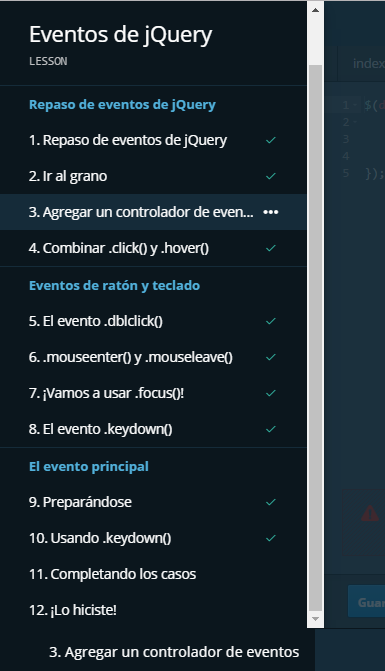 Eventos de jQuery
LESSON
index
Repaso de eventos de jQuery
1 $(d
1. Repaso de eventos de jQuery
2
3
2. Ir al grano
4
5 });
3. Agregar un controlador de even... •••
4. Combinar .click() y .hover()
Eventos de ratón y teclado
5. El evento .dblclick()
6. .mouseenter() y .mouseleave()
7. ¡Vamos a usar .focus()!
8. El evento .keydown()
El evento principal
9. Preparándose
10. Usando .keydown()
11. Completando los casos
12. ¡Lo hiciste!
Guar
3. Agregar un controlador de eventos